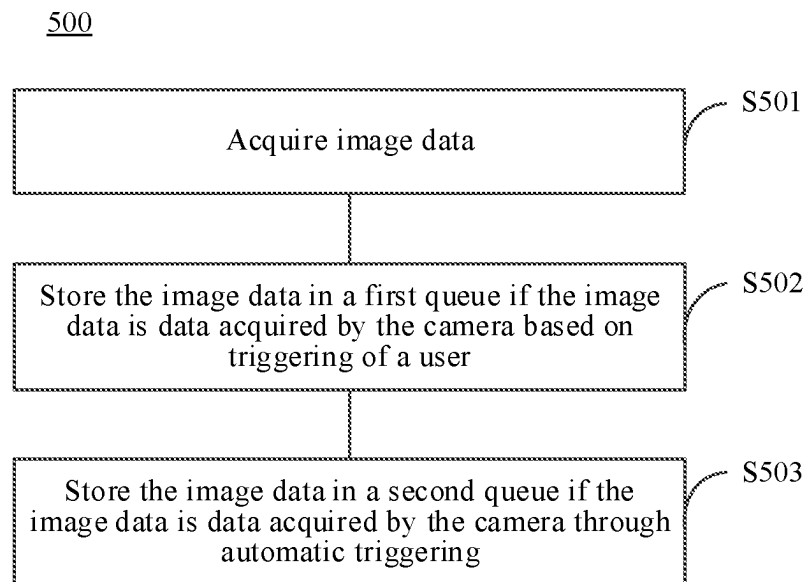 500
S501
Acquire image data
S502
Store the image data in a first queue if the image
data is data acquired by the camera based on
triggering of a user
S503
Store the image data in a second queue if the
image data is data acquired by the camera through
automatic triggering